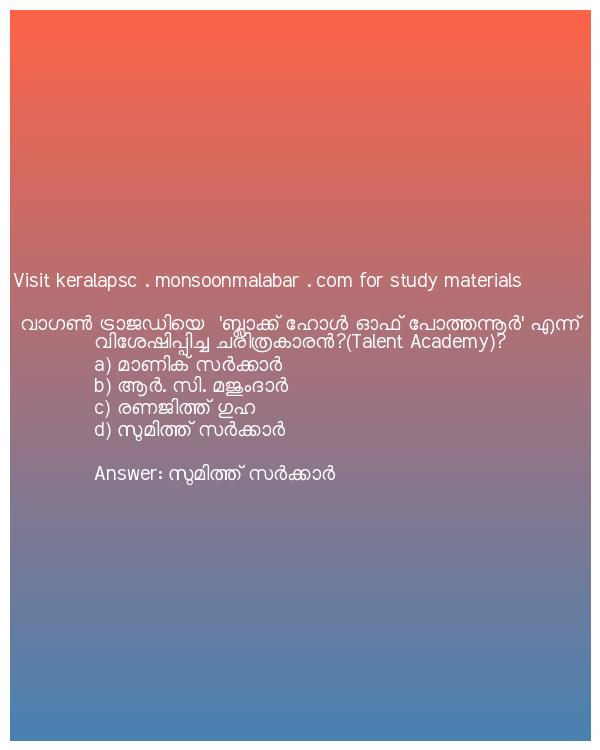 Visit keralapsc . monsoonmalabar . com for study materials
വാഗൺ ട്രാജഡിയെ 'ബ്ലാക്ക് ഹോൾ ഓഫ് പോത്തന്നൂർ' എന്ന്
വിശേഷിപ്പിച്ച ചരിത്രകാരൻ?(Talent Academy)?
a) മാണിക് സർക്കാർ
b) ആർ. സി. മജുംദാർ
c) രണജിത്ത് ഗുഹ
d) സുമിത്ത് സർക്കാർ
Answer: സുമിത്ത് സർക്കാർ